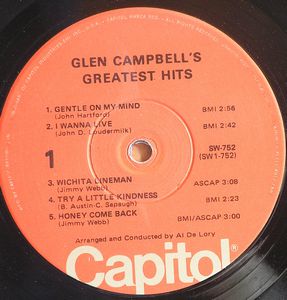 GLEN CAMPBELL'S
GREATEST HITS
1. GENTLE ON MY MIND BMI 2:56
(John Hartford)
2. I WANNA LIVE BMI 2:42
(John D. Loudermilk)
1
SW-752
(SW1-752)
3. WICHITA LINEMAN ASCAP 3:08
(Jimmy Webb)
4. TRY A LITTLE KINDNESS BMI 2:23
(B. Austin-C. Sapaugh)
5. HONEY COME BACK BMI/ASCAP 3:00
(Jimmy Webb)
Arranged and Conducted by Al De Lory
Capitol®